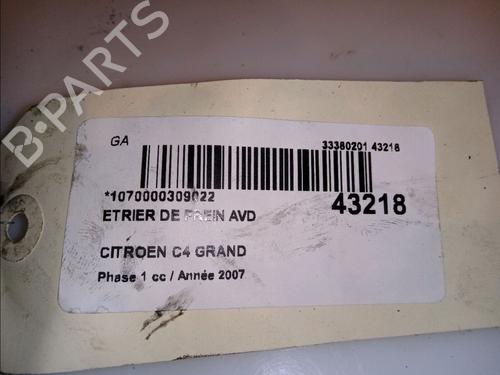 B-PARTS
GA
33380201 43218
*1070000309022
43218
ETRIER DE FREIN AVD
CITROEN C4 GRAND
Phase 1 cc / Année 2007